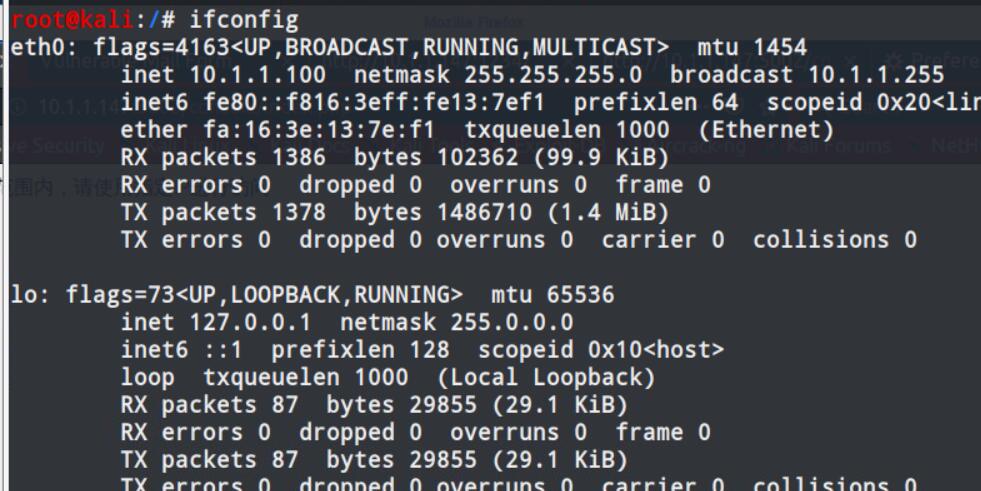 Mozilla Firefox
root@kali:/# ifconfig
eth0: flags=4163<UP,BROADCAST,RUNNING,MULTICAST>  mtu 1454
        inet 10.1.1.100  netmask 255.255.255.0  broadcast 10.1.1.255
        inet6 fe80::f816:3eff:fe13:7ef1  prefixlen 64  scopeid 0x20<lin
        ether fa:16:3e:13:7e:f1  txqueuelen 1000  (Ethernet)
        RX packets 1386  bytes 102362 (99.9 KiB)
        RX errors 0  dropped 0  overruns 0  frame 0
        TX packets 1378  bytes 1486710 (1.4 MiB)
        TX errors 0  dropped 0 overruns 0  carrier 0  collisions 0
lo: flags=73<UP,LOOPBACK,RUNNING>  mtu 65536
        inet 127.0.0.1  netmask 255.0.0.0
        inet6 ::1  prefixlen 128  scopeid 0x10<host>
        loop  txqueuelen 1000  (Local Loopback)
        RX packets 87  bytes 29855 (29.1 KiB)
        RX errors 0  dropped 0  overruns 0  frame 0
        TX packets 87  bytes 29855 (29.1 KiB)
        TX errors 0  dropped 0 overruns 0  carrier 0  collisions 0